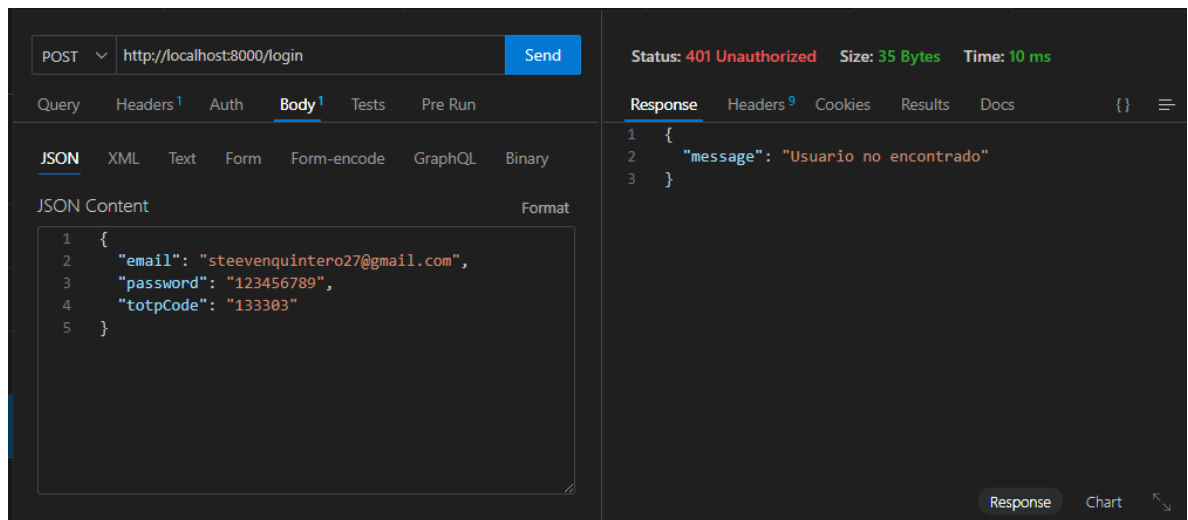 POST http://localhost:8000/login Send
Query Headers 1 Auth Body 1 Tests Pre Run
JSON XML Text Form Form-encode GraphQL Binary
JSON Content Format
1 {
2 "email": "steevenquintero27@gmail.com",
3 "password": "123456789",
4 "totpCode": "133303"
5 }
Status: 401 Unauthorized Size: 35 Bytes Time: 10 ms
Response Headers 9 Cookies Results Docs {}
1 {
2 "message": "Usuario no encontrado"
3 }
Response Chart